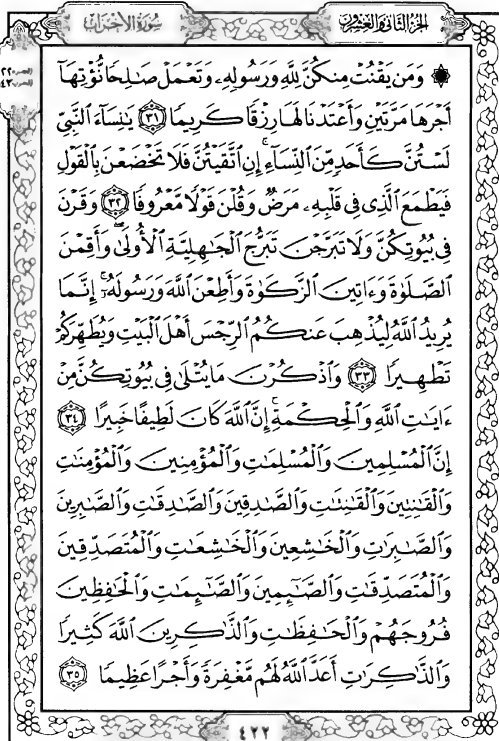 الجزء الثاني والعشرون
سورة الأحزاب
۞ وَمَن يَقْنُتْ مِنكُنَّ لِلَّهِ وَرَسُولِهِۦ وَتَعْمَلْ صَٰلِحًا نُّؤْتِهَآ
أَجْرَهَا مَرَّتَيْنِ وَأَعْتَدْنَا لَهَا رِزْقًا كَرِيمًا ٣١ يَٰنِسَآءَ ٱلنَّبِىِّ
لَسْتُنَّ كَأَحَدٍ مِّنَ ٱلنِّسَآءِ ۚ إِنِ ٱتَّقَيْتُنَّ فَلَا تَخْضَعْنَ بِٱلْقَوْلِ
فَيَطْمَعَ ٱلَّذِى فِى قَلْبِهِۦ مَرَضٌ وَقُلْنَ قَوْلًا مَّعْرُوفًا ٣٢ وَقَرْنَ
فِى بُيُوتِكُنَّ وَلَا تَبَرَّجْنَ تَبَرُّجَ ٱلْجَٰهِلِيَّةِ ٱلْأُولَىٰ ۖ وَأَقِمْنَ
ٱلصَّلَوٰةَ وَءَاتِينَ ٱلزَّكَوٰةَ وَأَطِعْنَ ٱللَّهَ وَرَسُولَهُۥٓ ۚ إِنَّمَا
يُرِيدُ ٱللَّهُ لِيُذْهِبَ عَنكُمُ ٱلرِّجْسَ أَهْلَ ٱلْبَيْتِ وَيُطَهِّرَكُمْ
تَطْهِيرًا ٣٣ وَٱذْكُرْنَ مَا يُتْلَىٰ فِى بُيُوتِكُنَّ مِنْ
ءَايَٰتِ ٱللَّهِ وَٱلْحِكْمَةِ ۚ إِنَّ ٱللَّهَ كَانَ لَطِيفًا خَبِيرًا ٣٤
إِنَّ ٱلْمُسْلِمِينَ وَٱلْمُسْلِمَٰتِ وَٱلْمُؤْمِنِينَ وَٱلْمُؤْمِنَٰتِ
وَٱلْقَٰنِتِينَ وَٱلْقَٰنِتَٰتِ وَٱلصَّٰدِقِينَ وَٱلصَّٰدِقَٰتِ وَٱلصَّٰبِرِينَ
وَٱلصَّٰبِرَٰتِ وَٱلْخَٰشِعِينَ وَٱلْخَٰشِعَٰتِ وَٱلْمُتَصَدِّقِينَ
وَٱلْمُتَصَدِّقَٰتِ وَٱلصَّٰٓئِمِينَ وَٱلصَّٰٓئِمَٰتِ وَٱلْحَٰفِظِينَ
فُرُوجَهُمْ وَٱلْحَٰفِظَٰتِ وَٱلذَّٰكِرِينَ ٱللَّهَ كَثِيرًا
وَٱلذَّٰكِرَٰتِ أَعَدَّ ٱللَّهُ لَهُم مَّغْفِرَةً وَأَجْرًا عَظِيمًا ٣٥
٤٢٢